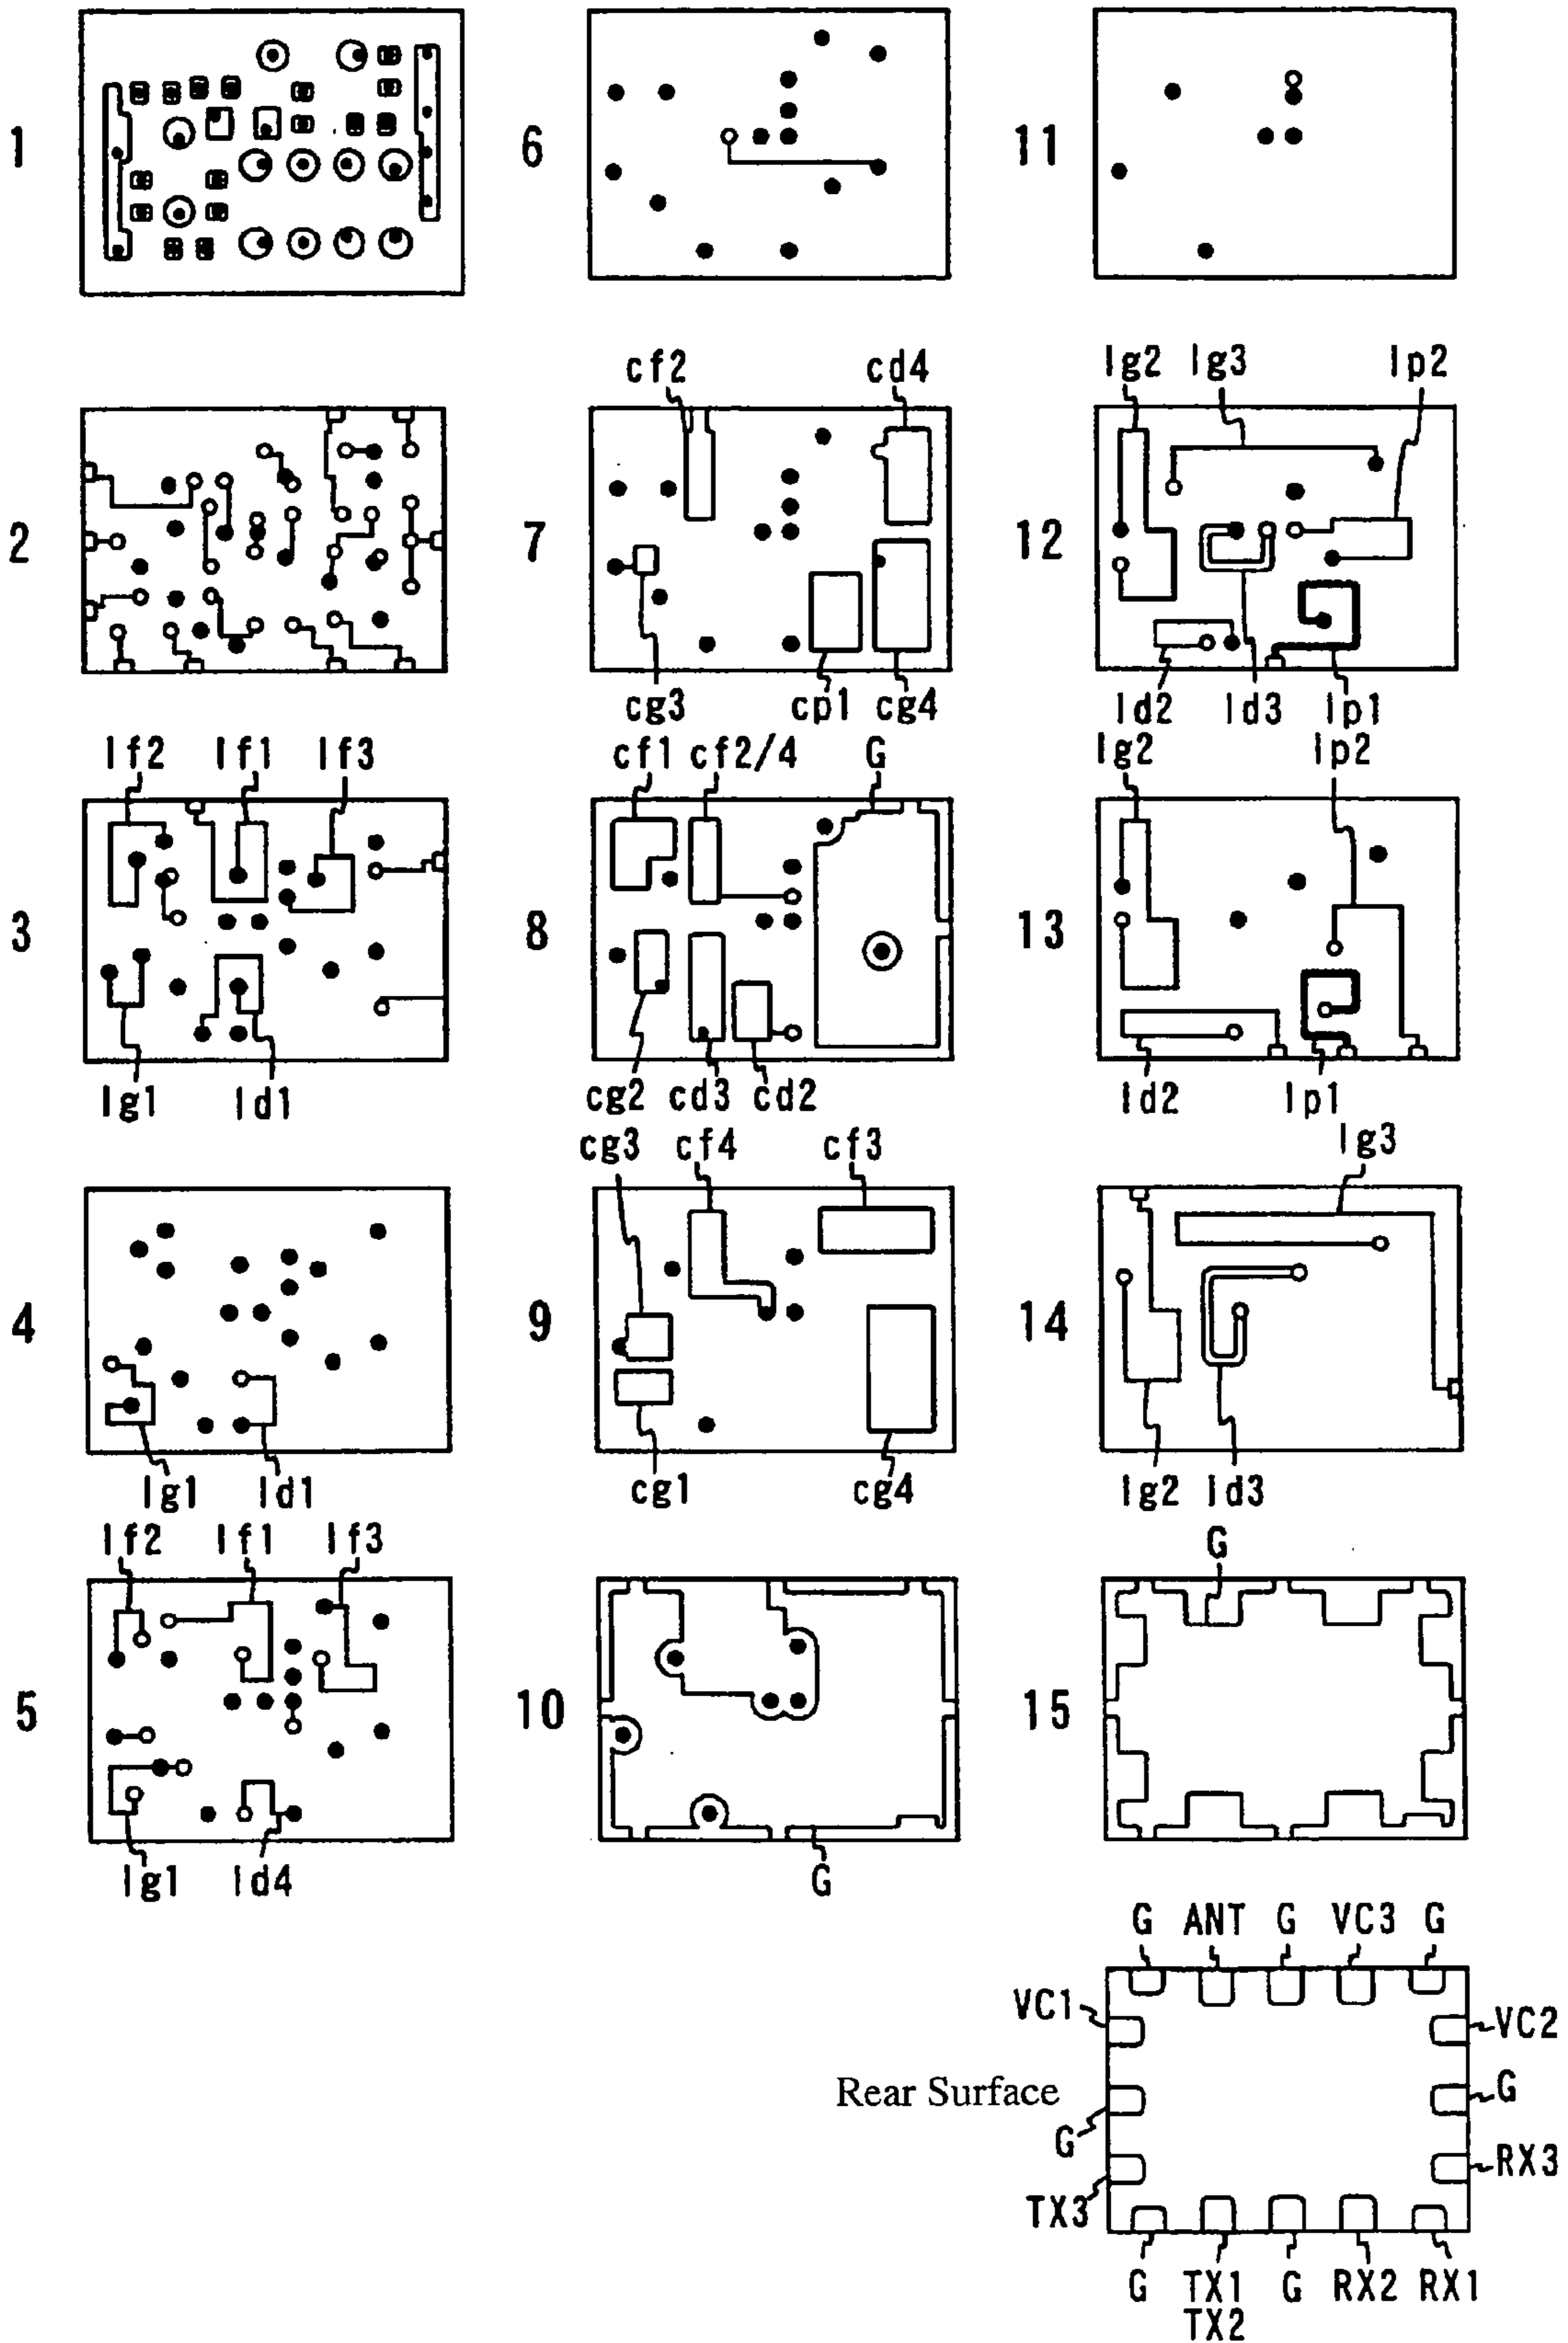 1 6 11
cf2 cd4 lg2 lg3 lp2
2 7 12
cg3 cp1 cg4 ld2 ld3 lp1
lf2 lf1 lf3 cf1 cf2/4 G lg2 lp2
3 8 13
lg1 ld1 cg2 cd3 cd2 ld2 lp1
cg3 cf4 cf3 lg3
4 9 14
lg1 ld1 cg1 cg4 lg2 ld3
lf2 lf1 lf3 G
5 10 15
lg1 ld4 G
G ANT G VC3 G
VC1 VC2
Rear Surface G
G
TX3 RX3
G TX1 G RX2 RX1
TX2